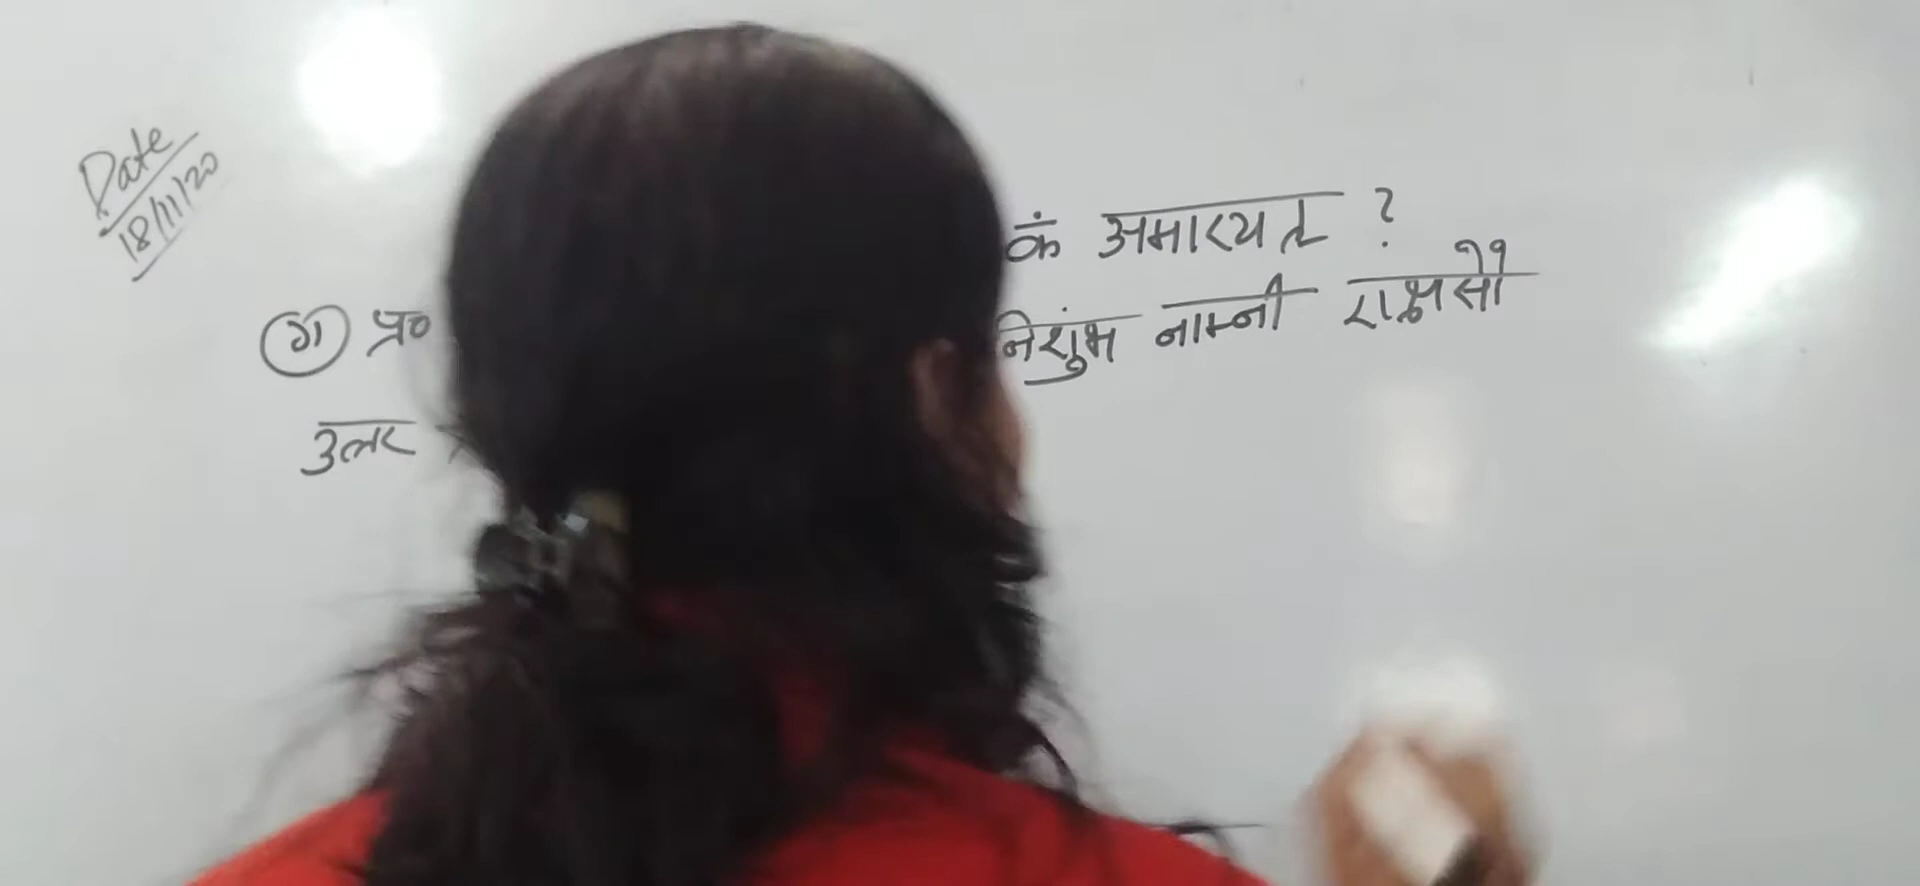 Date
18/11/20
कं अमारयत् ?
ग प्र० निशुंभ नाम्नी राक्षसौ
उत्तर